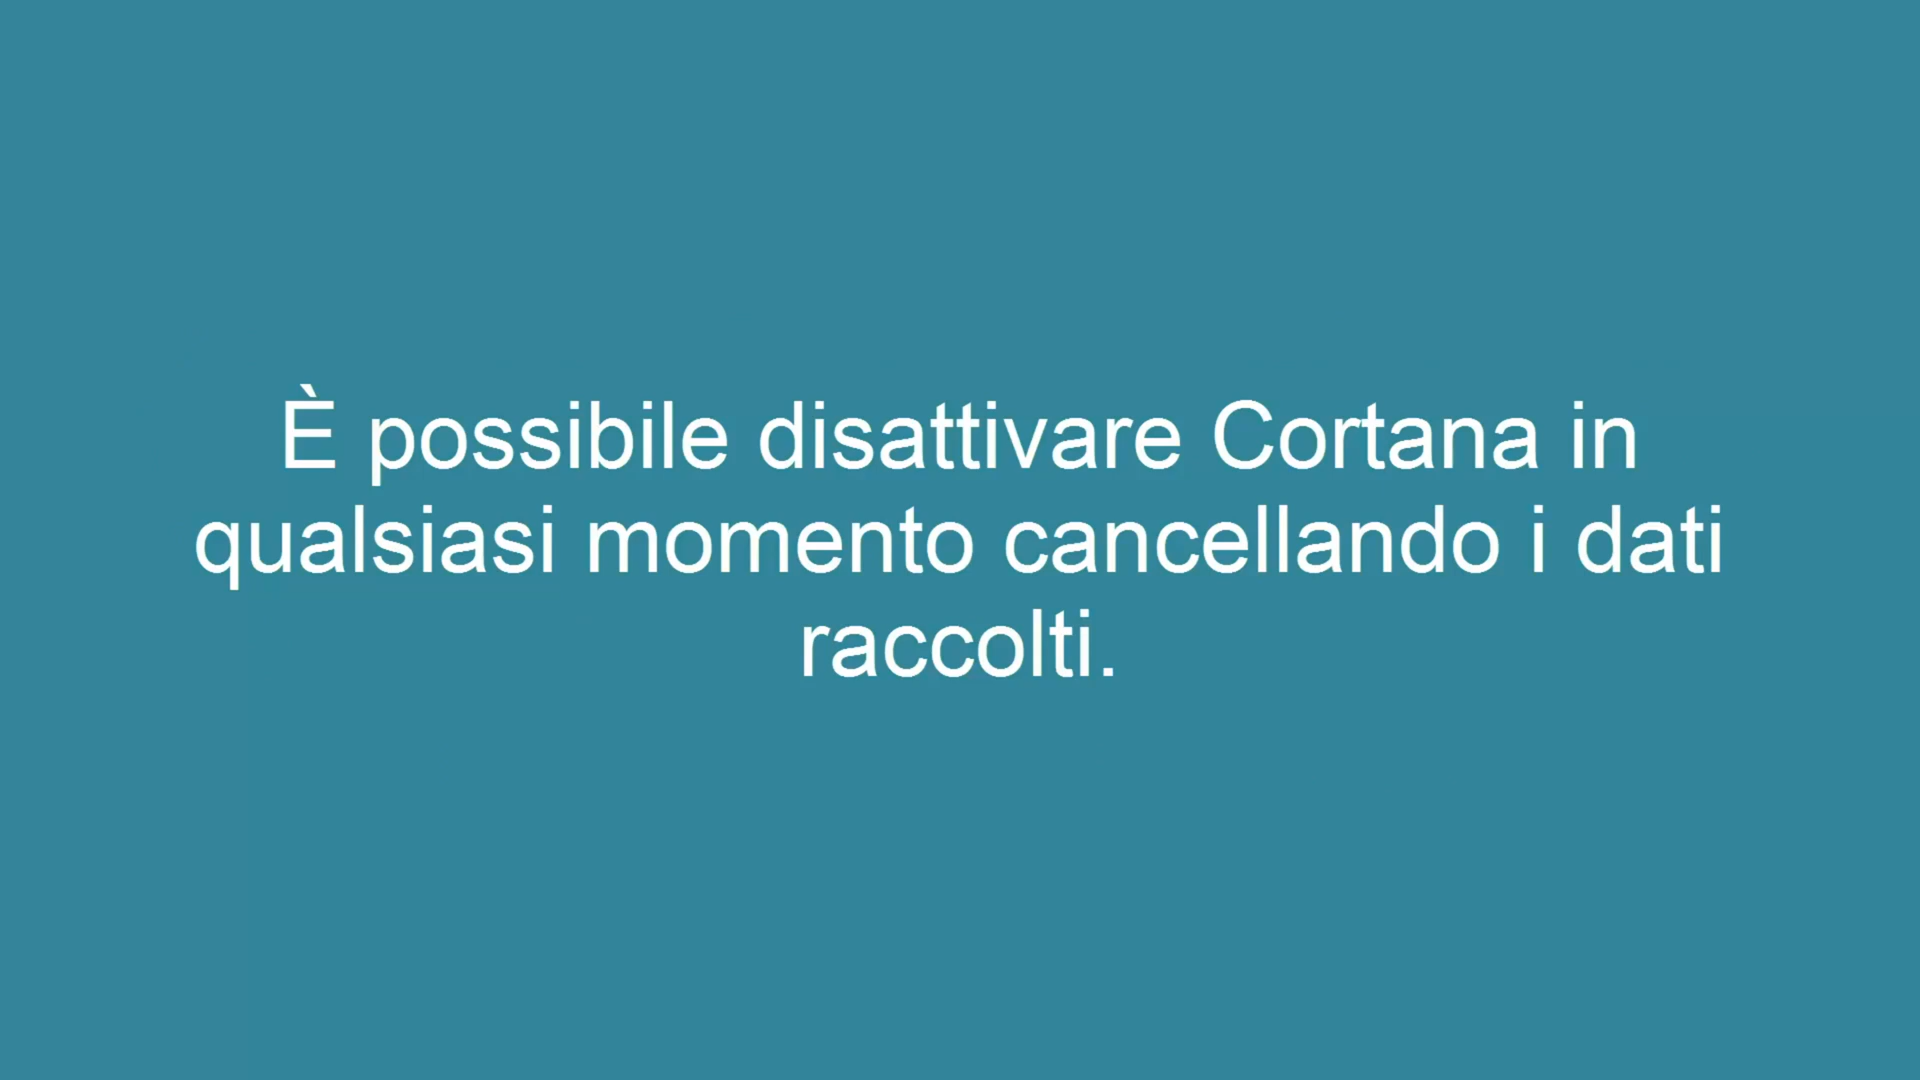 È possibile disattivare Cortana in
qualsiasi momento cancellando i dati
raccolti.